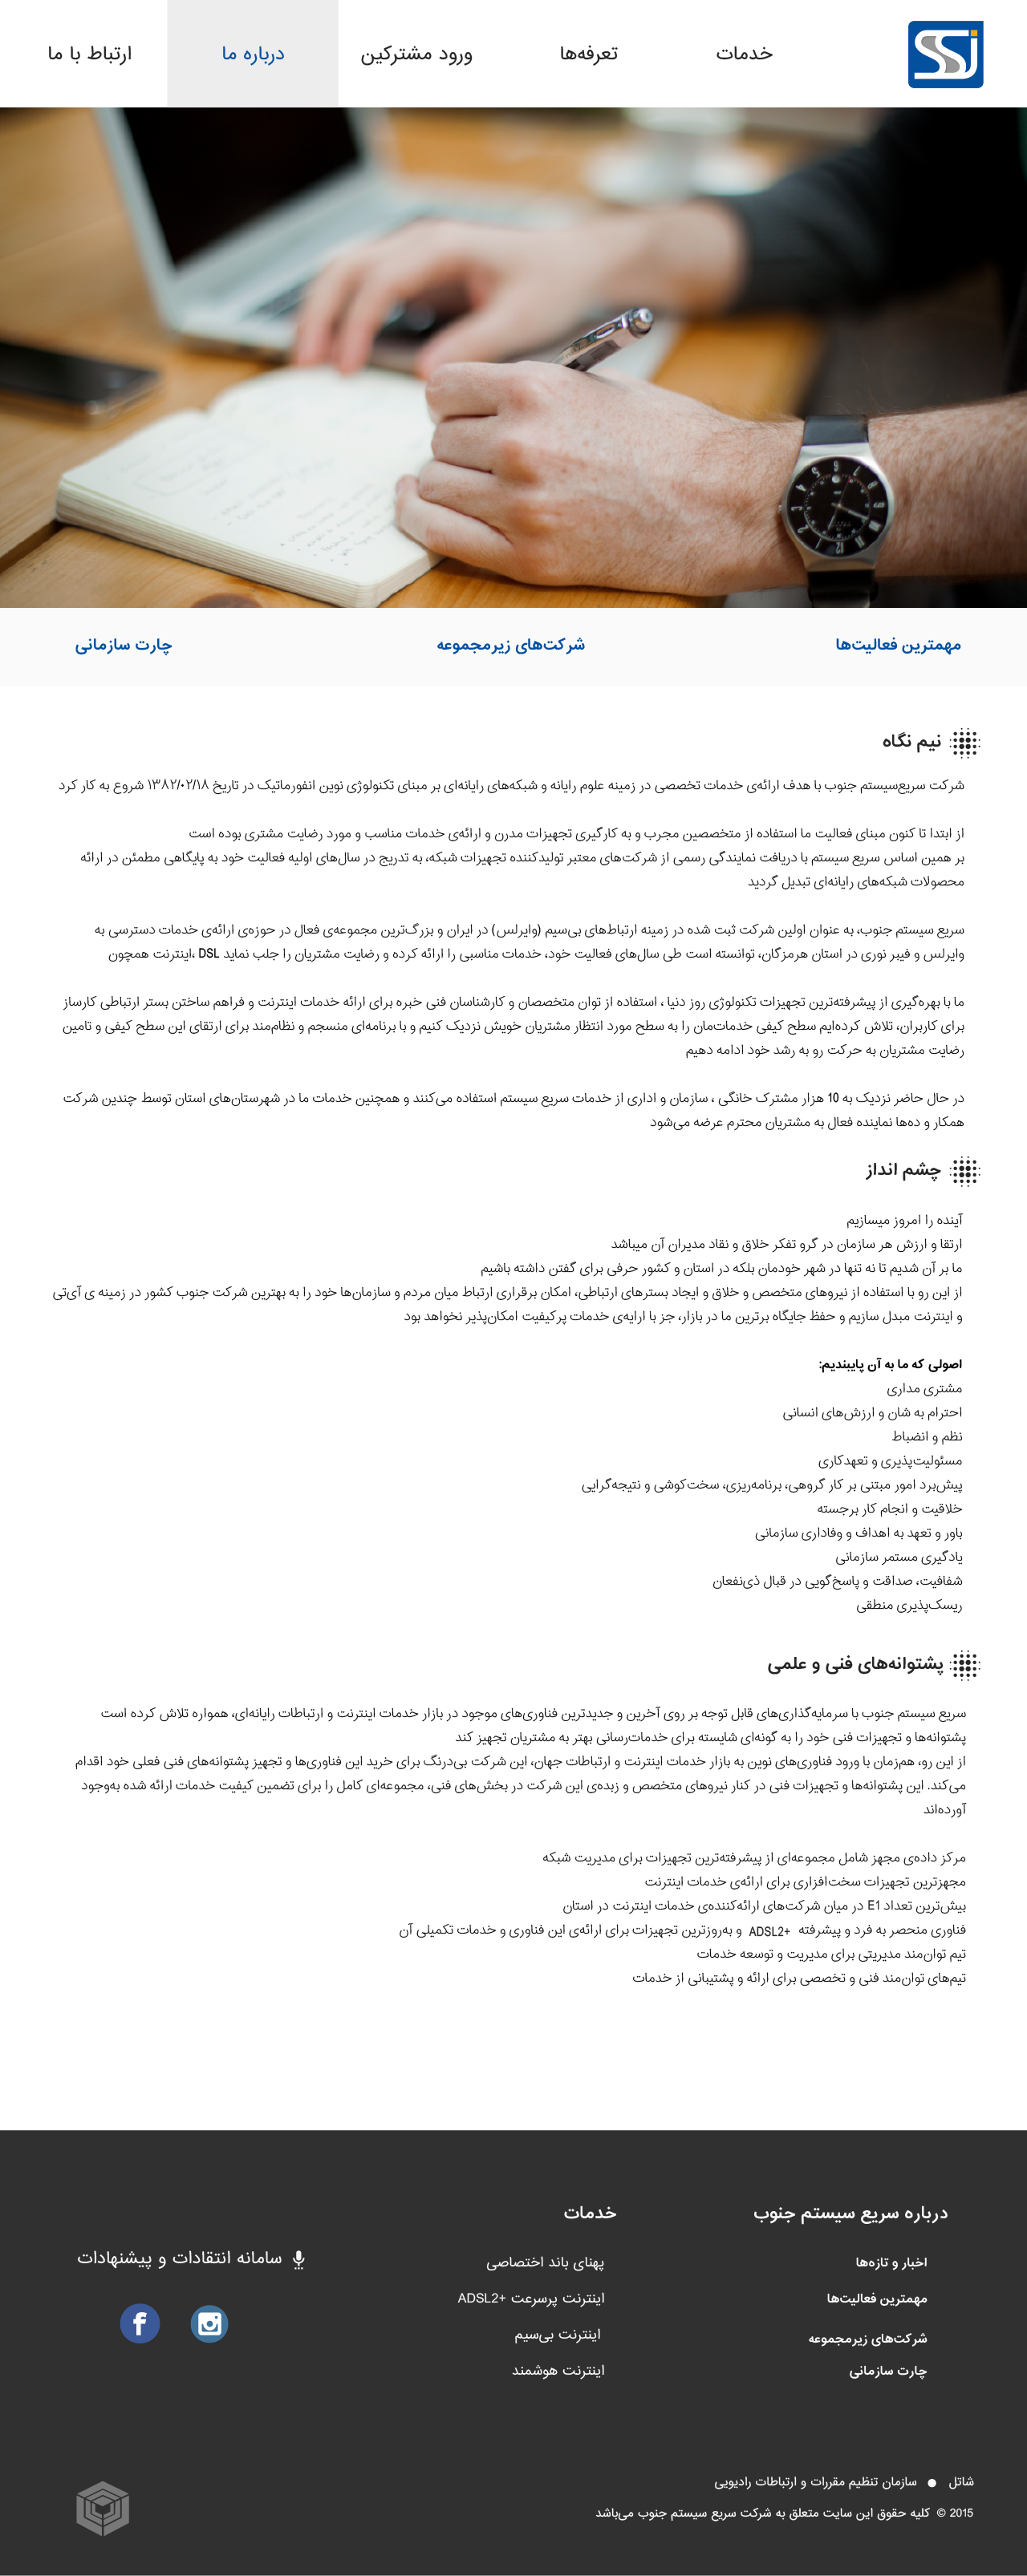 SSJ
خدمات
تعرفه‌ها
ورود مشترکین
درباره ما
ارتباط با ما
مهمترین فعالیت‌ها
شرکت‌های زیرمجموعه
چارت سازمانی
نیم نگاه
شرکت سریع‌سیستم جنوب با هدف ارائه‌ی خدمات تخصصی در زمینه علوم رایانه و شبکه‌های رایانه‌ای بر مبنای تکنولوژی نوین انفورماتیک در تاریخ ۱۳۸۲/۰۲/۱۸ شروع به کار کرد
از ابتدا تا کنون مبنای فعالیت ما استفاده از متخصصین مجرب و به کارگیری تجهیزات مدرن و ارائه‌ی خدمات مناسب و مورد رضایت مشتری بوده است
بر همین اساس سریع سیستم با دریافت نمایندگی رسمی از شرکت‌های معتبر تولیدکننده تجهیزات شبکه، به تدریج در سال‌های اولیه فعالیت خود به پایگاهی مطمئن در ارائه
محصولات شبکه‌های رایانه‌ای تبدیل گردید
سریع سیستم جنوب، به عنوان اولین شرکت ثبت شده در زمینه ارتباط‌های بی‌سیم (وایرلس) در ایران و بزرگ‌ترین مجموعه‌ی فعال در حوزه‌ی ارائه‌ی خدمات دسترسی به
وایرلس و فیبر نوری در استان هرمزگان، توانسته است طی سال‌های فعالیت خود، خدمات مناسبی را ارائه کرده و رضایت مشتریان را جلب نماید DSL ،اینترنت همچون
ما با بهره‌گیری از پیشرفته‌ترین تجهیزات تکنولوژی روز دنیا ، استفاده از توان متخصصان و کارشناسان فنی خبره برای ارائه خدمات اینترنت و فراهم ساختن بستر ارتباطی کارساز
برای کاربران، تلاش کرده‌ایم سطح کیفی خدمات‌مان را به سطح مورد انتظار مشتریان خویش نزدیک کنیم و با برنامه‌ای منسجم و نظام‌مند برای ارتقای این سطح کیفی و تامین
رضایت مشتریان به حرکت رو به رشد خود ادامه دهیم
در حال حاضر نزدیک به 10 هزار مشترک خانگی ، سازمان و اداری از خدمات سریع سیستم استفاده می‌کنند و همچنین خدمات ما در شهرستان‌های استان توسط چندین شرکت
همکار و ده‌ها نماینده فعال به مشتریان محترم عرضه می‌شود
چشم انداز
آینده را امروز میسازیم
ارتقا و ارزش هر سازمان در گرو تفکر خلاق و نقاد مدیران آن میباشد
ما بر آن شدیم تا نه تنها در شهر خودمان بلکه در استان و کشور حرفی برای گفتن داشته باشیم
از این رو با استفاده از نیروهای متخصص و خلاق و ایجاد بسترهای ارتباطی، امکان برقراری ارتباط میان مردم و سازمان‌ها خود را به بهترین شرکت جنوب کشور در زمینه ی آی‌تی
و اینترنت مبدل سازیم و حفظ جایگاه برترین ما در بازار، جز با ارایه‌ی خدمات پرکیفیت امکان‌پذیر نخواهد بود
اصولی که ما به آن پایبندیم:
مشتری مداری
احترام به شان و ارزش‌های انسانی
نظم و انضباط
مسئولیت‌پذیری و تعهدکاری
پیش‌برد امور مبتنی بر کار گروهی، برنامه‌ریزی، سخت‌کوشی و نتیجه‌گرایی
خلاقیت و انجام کار برجسته
باور و تعهد به اهداف و وفاداری سازمانی
یادگیری مستمر سازمانی
شفافیت، صداقت و پاسخ‌گویی در قبال ذی‌نفعان
ریسک‌پذیری منطقی
پشتوانه‌های فنی و علمی
سریع سیستم جنوب با سرمایه‌گذاری‌های قابل توجه بر روی آخرین و جدیدترین فناوری‌های موجود در بازار خدمات اینترنت و ارتباطات رایانه‌ای، همواره تلاش کرده است
پشتوانه‌ها و تجهیزات فنی خود را به گونه‌ای شایسته برای خدمات‌رسانی بهتر به مشتریان تجهیز کند
از این رو، هم‌زمان با ورود فناوری‌های نوین به بازار خدمات اینترنت و ارتباطات جهان، این شرکت بی‌درنگ برای خرید این فناوری‌ها و تجهیز پشتوانه‌های فنی فعلی خود اقدام
می‌کند. این پشتوانه‌ها و تجهیزات فنی در کنار نیروهای متخصص و زبده‌ی این شرکت در بخش‌های فنی، مجموعه‌ای کامل را برای تضمین کیفیت خدمات ارائه شده به‌وجود
آورده‌اند
مرکز داده‌ی مجهز شامل مجموعه‌ای از پیشرفته‌ترین تجهیزات برای مدیریت شبکه
مجهزترین تجهیزات سخت‌افزاری برای ارائه‌ی خدمات اینترنت
بیش‌ترین تعداد E1 در میان شرکت‌های ارائه‌کننده‌ی خدمات اینترنت در استان
فناوری منحصر به فرد و پیشرفته ADSL2+ و به‌روزترین تجهیزات برای ارائه‌ی این فناوری و خدمات تکمیلی آن
تیم توان‌مند مدیریتی برای مدیریت و توسعه خدمات
تیم‌های توان‌مند فنی و تخصصی برای ارائه و پشتیبانی از خدمات
درباره سریع سیستم جنوب
اخبار و تازه‌ها
مهمترین فعالیت‌ها
شرکت‌های زیرمجموعه
چارت سازمانی
خدمات
پهنای باند اختصاصی
اینترنت پرسرعت ADSL2+
اینترنت بی‌سیم
اینترنت هوشمند
سامانه انتقادات و پیشنهادات
شاتل ● سازمان تنظیم مقررات و ارتباطات رادیویی
2015 © کلیه حقوق این سایت متعلق به شرکت سریع سیستم جنوب می‌باشد